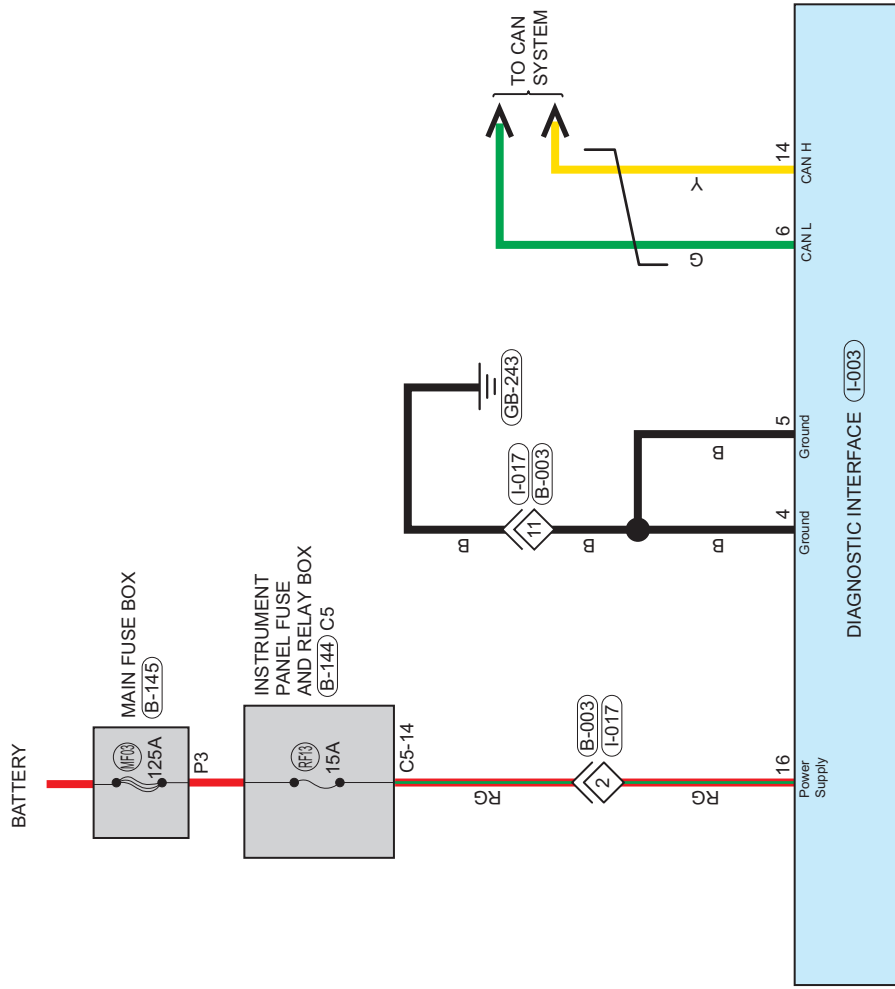 BATTERY
MAIN FUSE BOX
B-145
MF03
125A
P3
INSTRUMENT
PANEL FUSE
AND RELAY BOX
B-144 C5
RF13
15A
C5-14
RG
B-003
I-017
2
RG
16
Power
Supply
GB-243
B
I-017
B-003
11
B
B
B
4
Ground
5
Ground
TO CAN
SYSTEM
G
Y
6
CAN L
14
CAN H
DIAGNOSTIC INTERFACE I-003